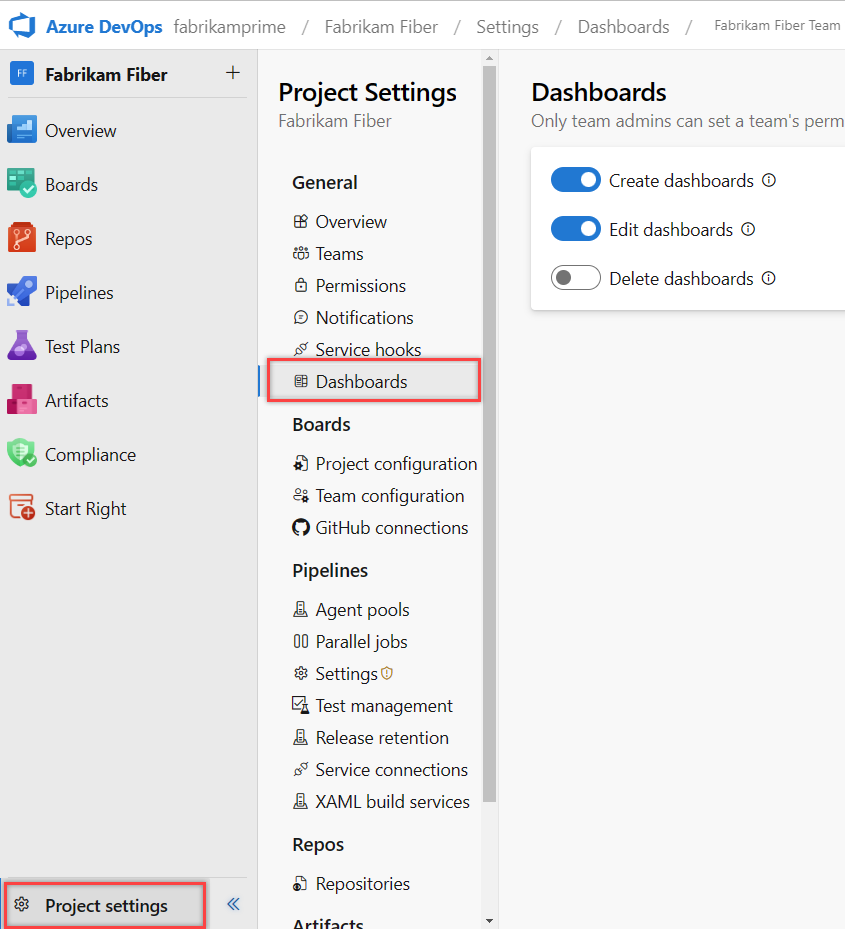 Azure DevOps fabrikamprime / Fabrikam Fiber / Settings / Dashboards / Fabrikam Fiber Team
FF Fabrikam Fiber +
Overview
Boards
Repos
Pipelines
Test Plans
Artifacts
Compliance
Start Right
Project settings
Project Settings
Fabrikam Fiber
General
Overview
Teams
Permissions
Notifications
Service hooks
Dashboards
Boards
Project configuration
Team configuration
GitHub connections
Pipelines
Agent pools
Parallel jobs
Settings
Test management
Release retention
Service connections
XAML build services
Repos
Repositories
Artifacts
Dashboards
Only team admins can set a team's perm
Create dashboards
Edit dashboards
Delete dashboards